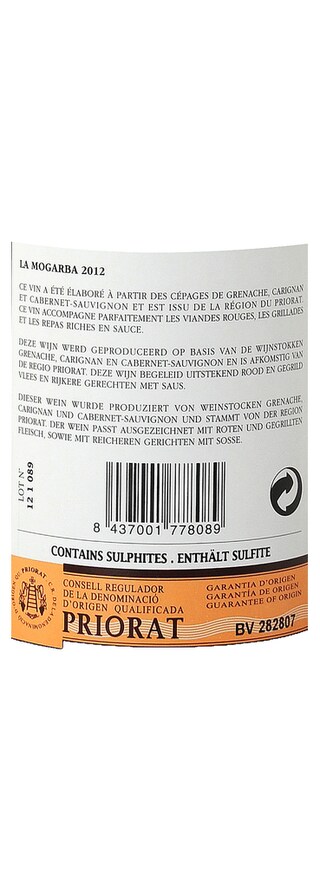 LA MOGARBA 2012
CE VIN A ÉTÉ ÉLABORÉ À PARTIR DES CÉPAGES DE GRENACHE, CARIGNAN
ET CABERNET-SAUVIGNON ET EST ISSU DE LA RÉGION DU PRIORAT.
CE VIN ACCOMPAGNE PARFAITEMENT LES VIANDES ROUGES, LES GRILLADES
ET LES REPAS RICHES EN SAUCE.
DEZE WIJN WERD GEPRODUCEERD OP BASIS VAN DE WIJNSTOKKEN
GRENACHE, CARIGNAN EN CABERNET-SAUVIGNON EN IS AFKOMSTIG VAN
DE REGIO PRIORAT. DEZE WIJN BEGELEID UITSTEKEND ROOD EN GEGRILD
VLEES EN RIJKERE GERECHTEN MET SAUS.
DIESER WEIN WURDE PRODUZIERT VON WEINSTOCKEN GRENACHE,
CARIGNAN UND CABERNET-SAUVIGNON UND STAMMT VON DER REGION
PRIORAT. DER WEIN PASST AUSGEZEICHNET MIT ROTEN UND GEGRILLTEN
FLEISCH, SOWIE MIT REICHEREN GERICHTEN MIT SOSSE.
LOT Nº
12 1 089
8 437001 778089
CONTAINS SULPHITES . ENTHÄLT SULFITE
CONSELL REGULADOR
DE LA DENOMINACIÓ
D'ORIGEN QUALIFICADA
PRIORAT
GARANTIA D'ORIGEN
GARANTÍA DE ORIGEN
GUARANTEE OF ORIGIN
BV 282807
PRIORAT